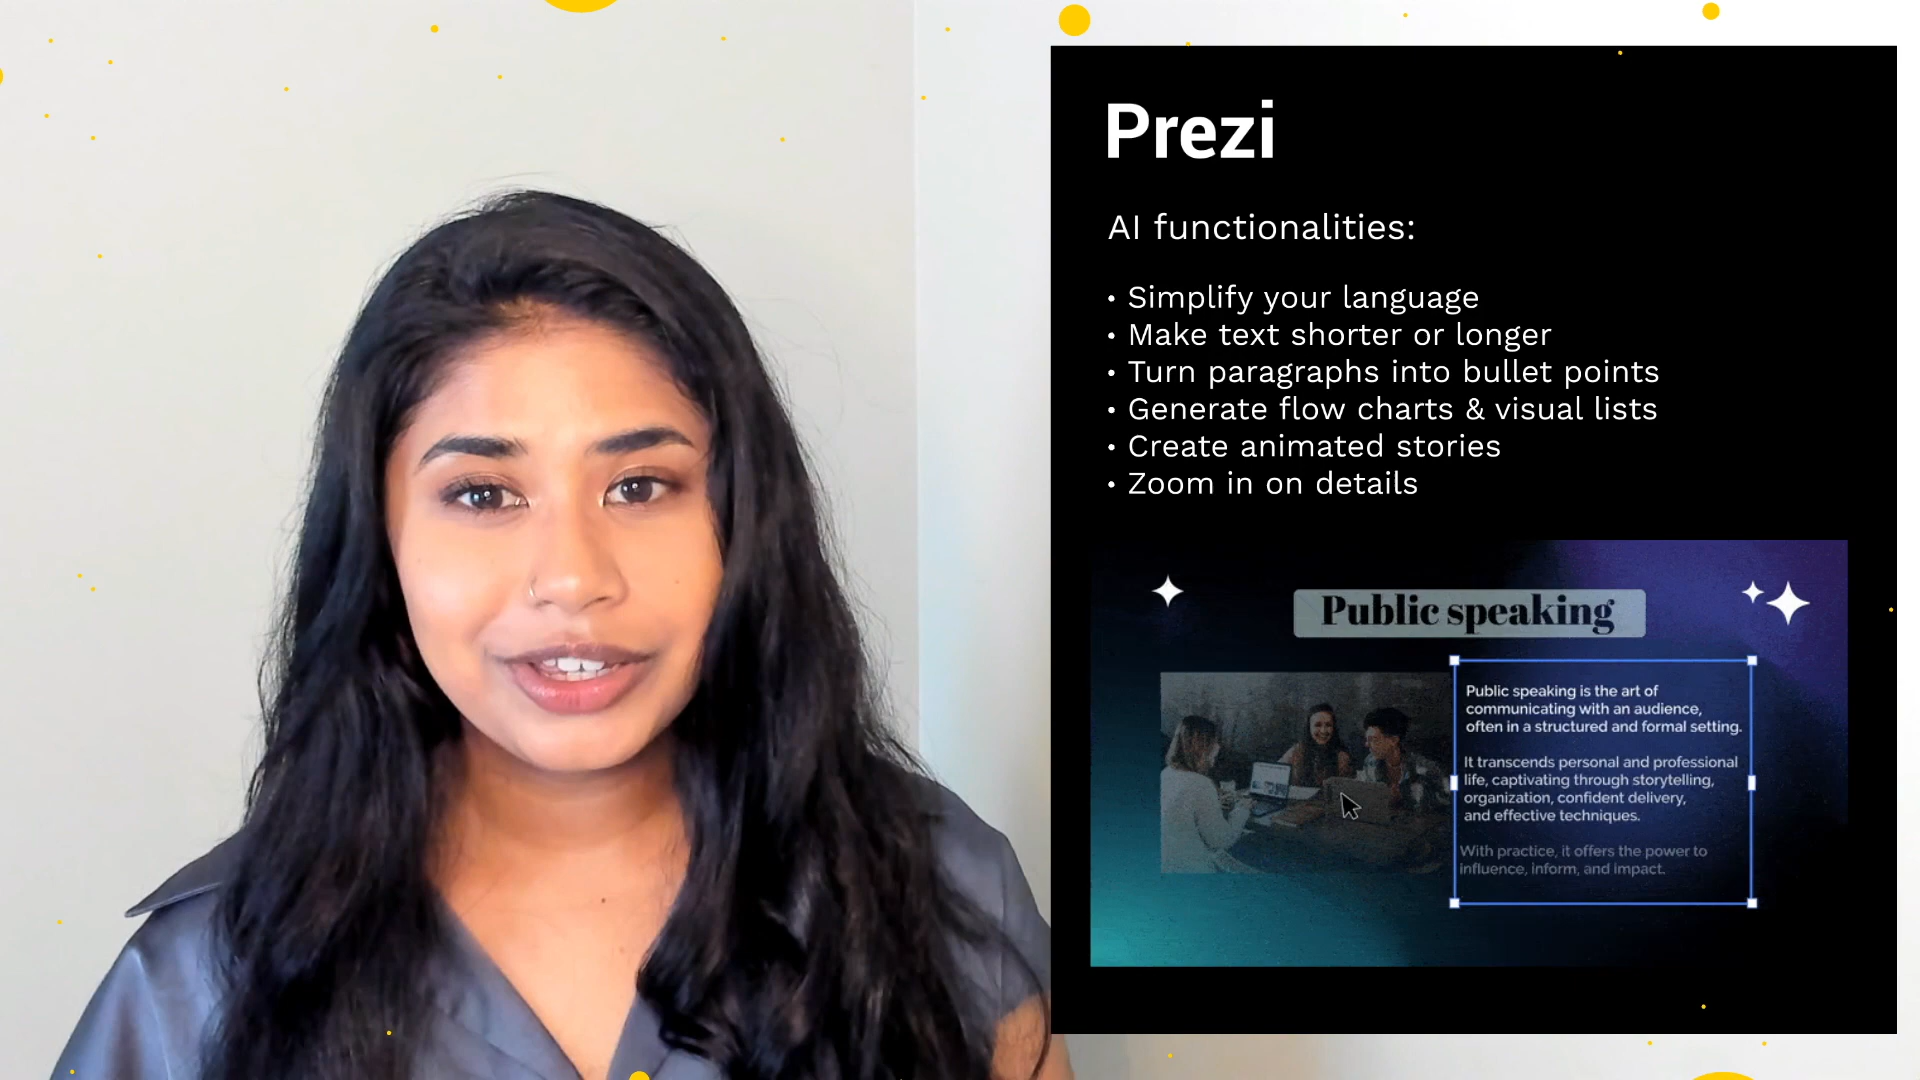 Prezi
AI functionalities:
• Simplify your language
• Make text shorter or longer
• Turn paragraphs into bullet points
• Generate flow charts & visual lists
• Create animated stories
• Zoom in on details
Public speaking
Public speaking is the art of
communicating with an audience,
often in a structured and formal setting.
It transcends personal and professional
life, captivating through storytelling,
organization, confident delivery,
and effective techniques.
With practice, it offers the power to
influence, inform, and impact.